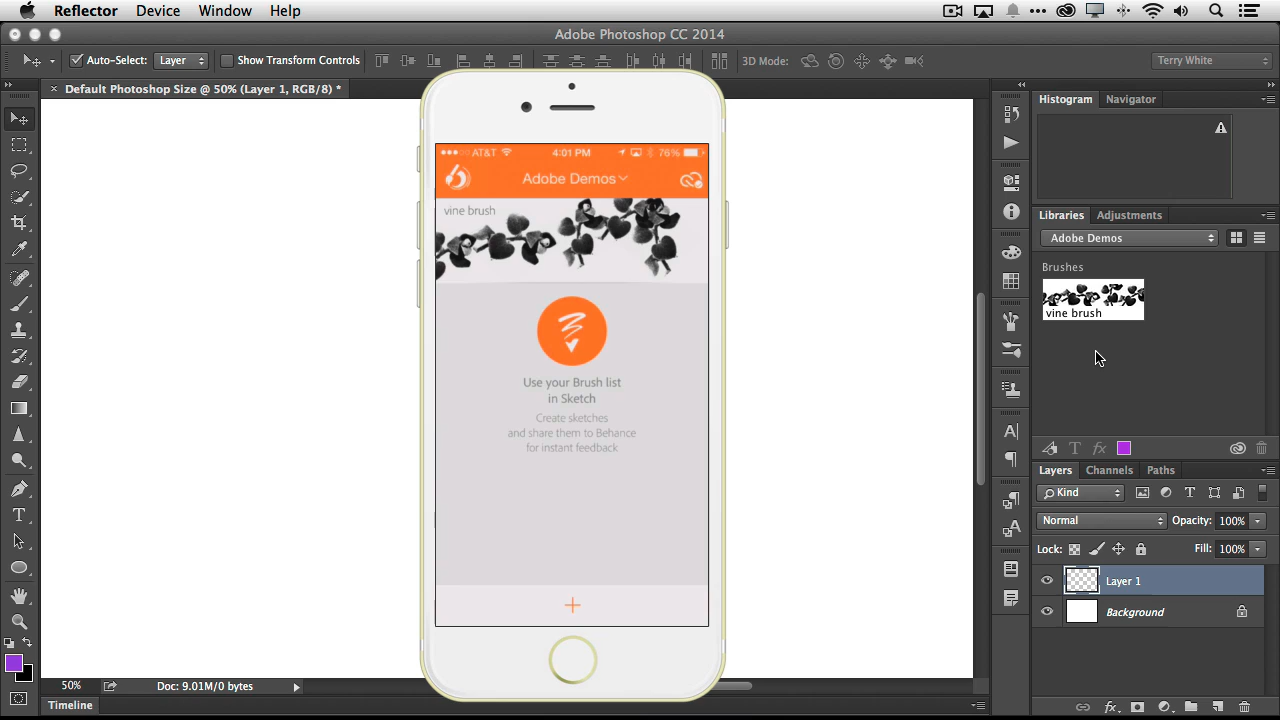 Reflector Device Window Help
Adobe Photoshop CC 2014
Auto-Select: Layer Show Transform Controls 3D Mode: Terry White
Default Photoshop Size @ 50% (Layer 1, RGB/8) *
AT&T 4:01 PM 76%
Adobe Demos
vine brush
Use your Brush list
in Sketch
Create sketches
and share them to Behance
for instant feedback
+
Histogram Navigator
Libraries Adjustments
Adobe Demos
Brushes
vine brush
T fx
Layers Channels Paths
Kind T
Normal Opacity: 100%
Lock: Fill: 100%
Layer 1
Background
fx.
50% Doc: 9.01M/0 bytes
Timeline